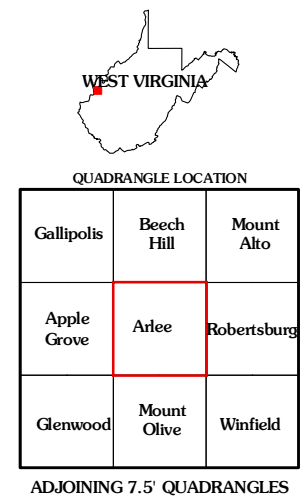 WEST VIRGINIA
QUADRANGLE LOCATION
Gallipolis
Beech
Hill
Mount
Alto
Apple
Grove
Arlee
Robertsburg
Glenwood
Mount
Olive
Winfield
ADJOINING 7.5' QUADRANGLES